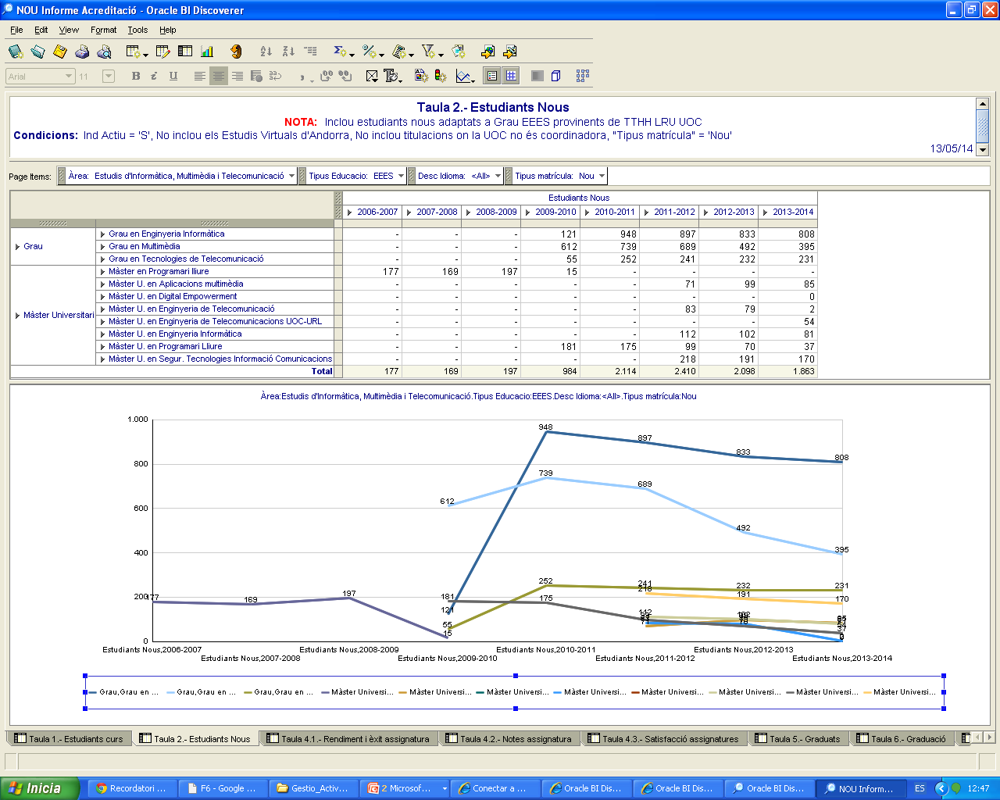 NOU Informe Acreditació - Oracle BI Discoverer
File Edit View Format Tools Help
Arial 11
Taula 2.- Estudiants Nous
NOTA: Inclou estudiants nous adaptats a Grau EEES provinents de TTHH LRU UOC
Condicions: Ind Actiu = 'S', No inclou els Estudis Virtuals d'Andorra, No inclou titulacions on la UOC no és coordinadora, "Tipus matrícula" = 'Nou'
13/05/14
Page Items: Àrea: Estudis d'Informàtica, Multimèdia i Telecomunicació Tipus Educacio: EEES Desc Idioma: <All> Tipus matrícula: Nou
Estudiants Nous
2006-2007 2007-2008 2008-2009 2009-2010 2010-2011 2011-2012 2012-2013 2013-2014
Grau
Grau en Enginyeria Informàtica - - - 121 948 897 833 808
Grau en Multimèdia - - - 612 739 689 492 395
Grau en Tecnologies de Telecomunicació - - - 55 252 241 232 231
Màster Universitari
Màster en Programari lliure 177 169 197 15 - - - -
Màster U. en Aplicacions multimèdia - - - - - 71 99 85
Màster U. en Digital Empowerment - - - - - - - 0
Màster U. en Enginyeria de Telecomunicació - - - - - 83 79 2
Màster U. en Enginyeria de Telecomunicacions UOC-URL - - - - - - - 54
Màster U. en Enginyeria Informàtica - - - - - 112 102 81
Màster U. en Programari Lliure - - - 181 175 99 70 37
Màster U. en Segur. Tecnologies Informació Comunicacions - - - - - 218 191 170
Total 177 169 197 984 2.114 2.410 2.098 1.863
Àrea:Estudis d'Informàtica, Multimèdia i Telecomunicació.Tipus Educacio:EEES.Desc Idioma:<All>.Tipus matrícula:Nou
1.000
800
600
400
200
0
948 897 833 808
612 739 689 492 395
252 241 232 231
218 191 170
177 169 197 15
181 175
121
55
112
37
Estudiants Nous,2006-2007 Estudiants Nous,2008-2009 Estudiants Nous,2010-2011 Estudiants Nous,2012-2013
Estudiants Nous,2007-2008 Estudiants Nous,2009-2010 Estudiants Nous,2011-2012 Estudiants Nous,2013-2014
Grau,Grau en ... Grau,Grau en ... Grau,Grau en ... Màster Universi... Màster Universi... Màster Universi... Màster Universi... Màster Universi... Màster Universi... Màster Universi... Màster Universi...
Taula 1.- Estudiants curs Taula 2.- Estudiants Nous Taula 4.1.- Rendiment i èxit assignatura Taula 4.2.- Notes assignatura Taula 4.3.- Satisfacció assignatures Taula 5.- Graduats Taula 6.- Graduació
Inicia Recordatori ... F6 - Google ... Gestio_Activ... 2 Microsof... Conectar a ... Oracle BI Dis... Oracle BI Dis... Oracle BI Dis... NOU Inform... ES 12:47